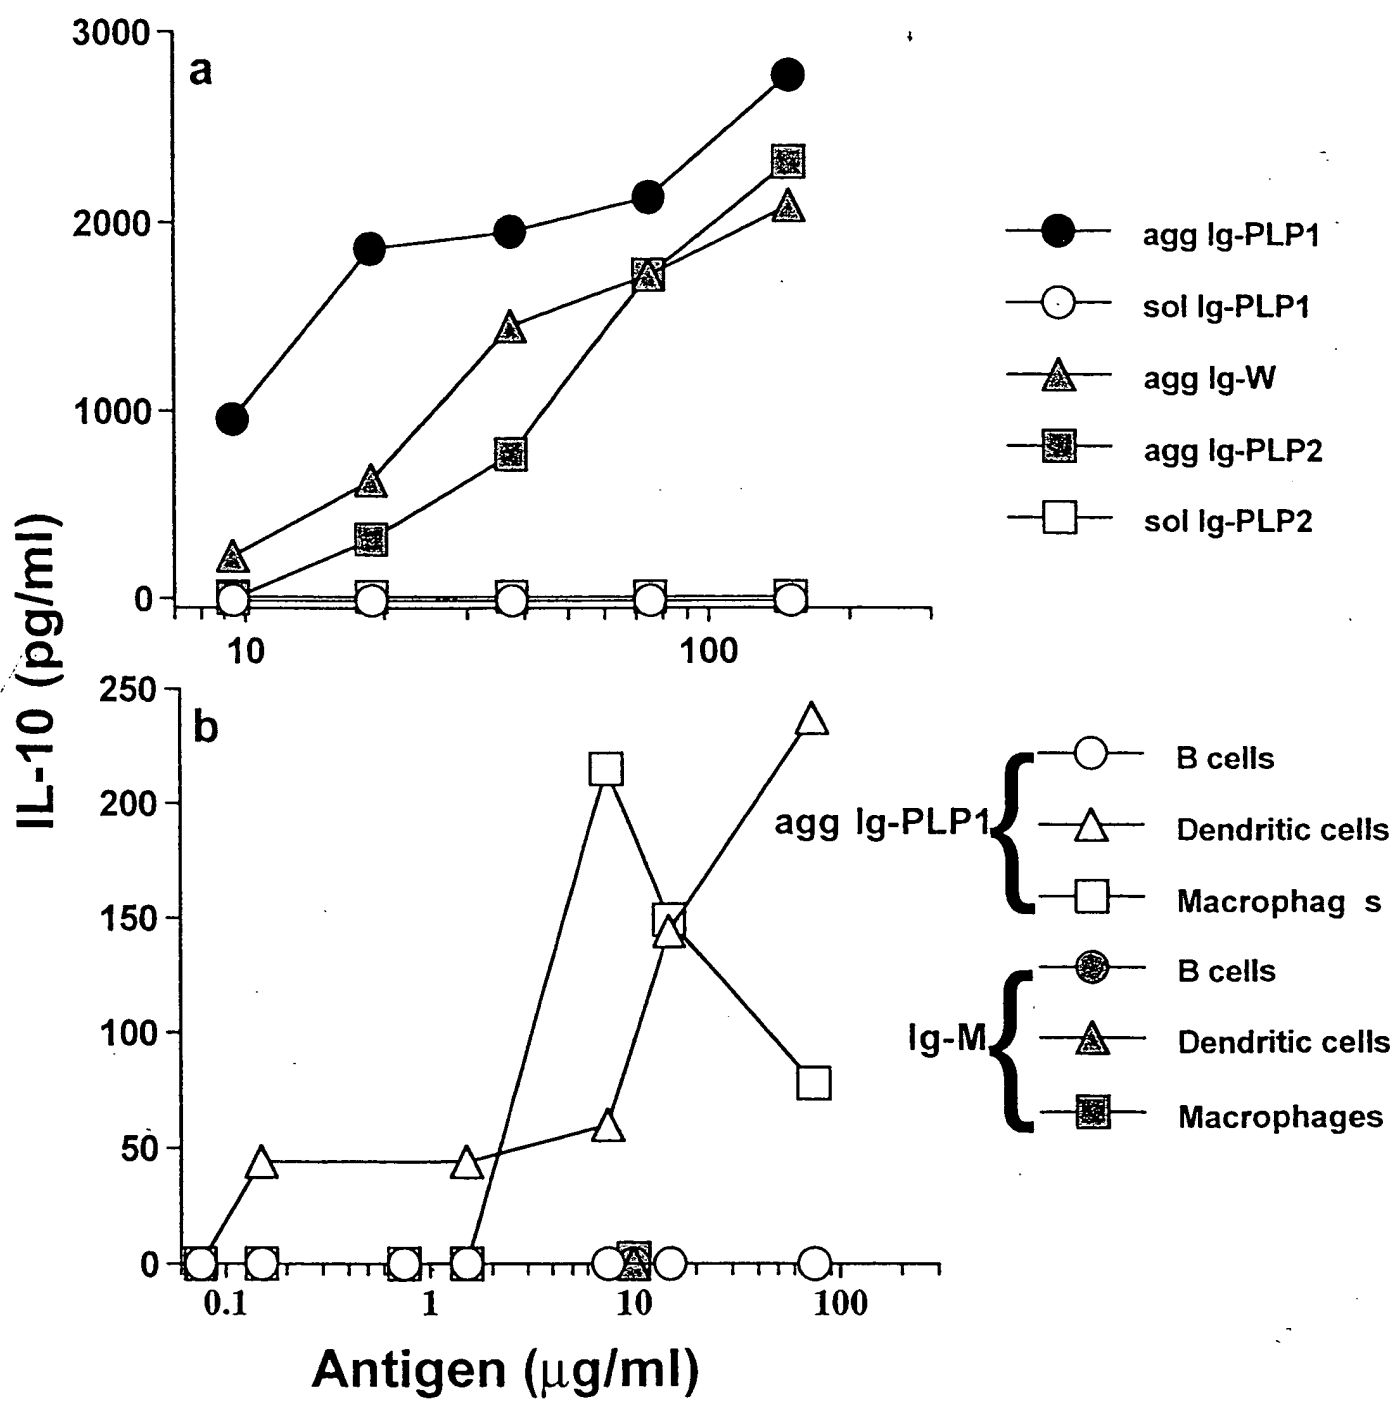 3000
a
2000
1000
0
10
100
agg Ig-PLP1
sol Ig-PLP1
agg Ig-W
agg Ig-PLP2
sol Ig-PLP2
IL-10 (pg/ml)
250
b
200
150
100
50
0
0.1
1
10
100
agg Ig-PLP1
B cells
Dendritic cells
Macrophag s
Ig-M
B cells
Dendritic cells
Macrophages
Antigen (μg/ml)